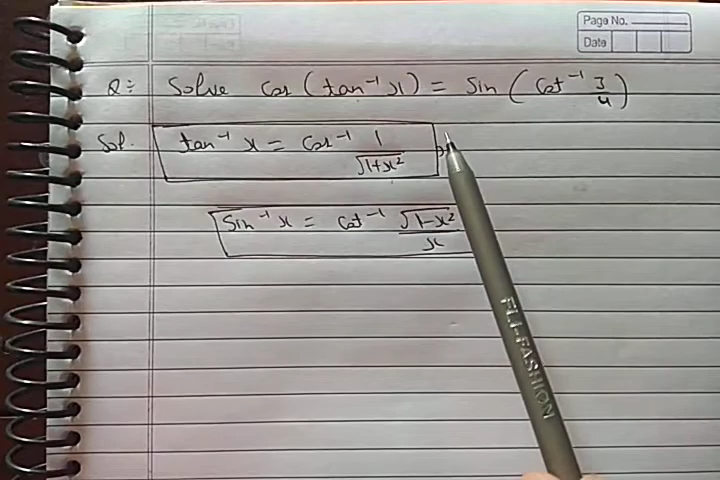 Page No.
Date
Q: Solve cos (tan⁻¹ x) = sin (cot⁻¹ 3/4)
Sol. tan⁻¹ x = cos⁻¹ 1/√1+x²
sin⁻¹ x = cot⁻¹ √1-x²/x
FLJ-FASHION